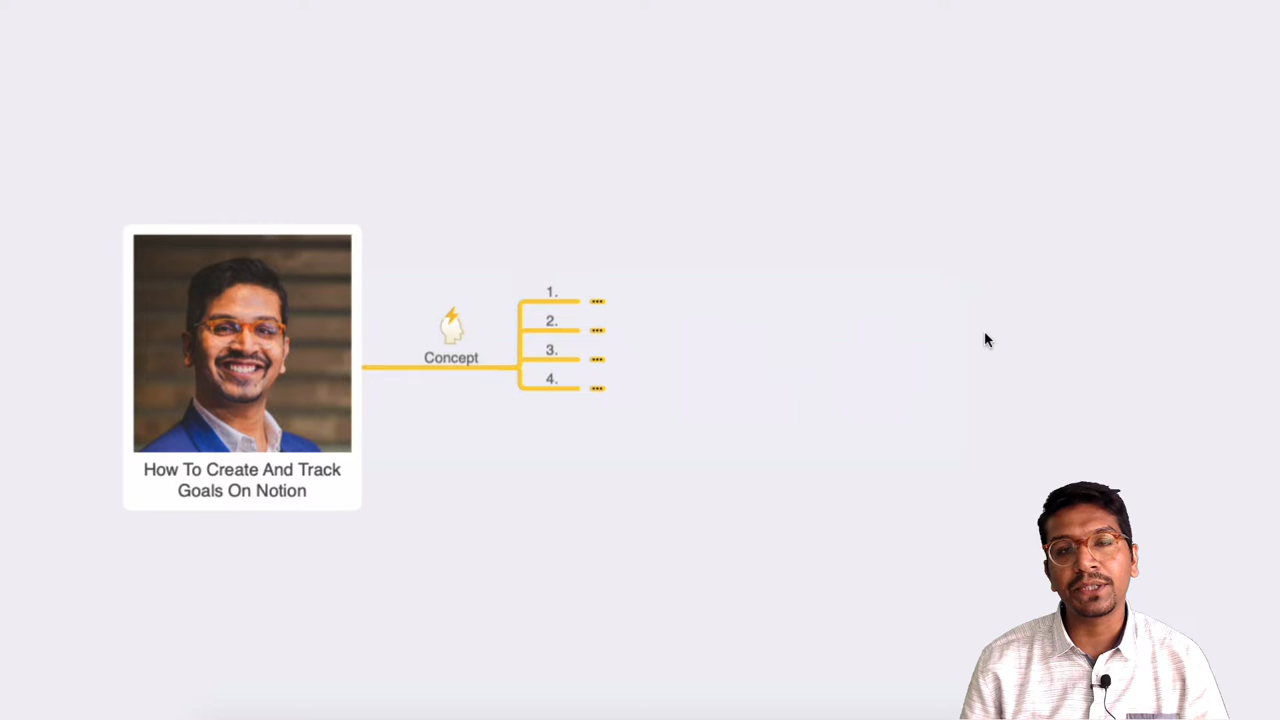 1.
2.
3.
4.
Concept
How To Create And Track
Goals On Notion